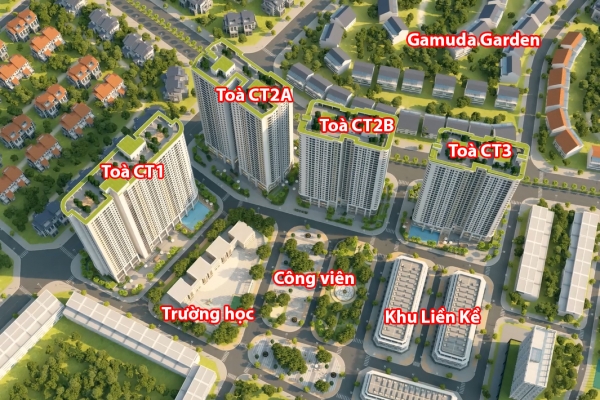 Gamuda Garden
Toà CT2A
Toà CT2B
Toà CT3
Toà CT1
Công viên
Trường học
Khu Liền Kề